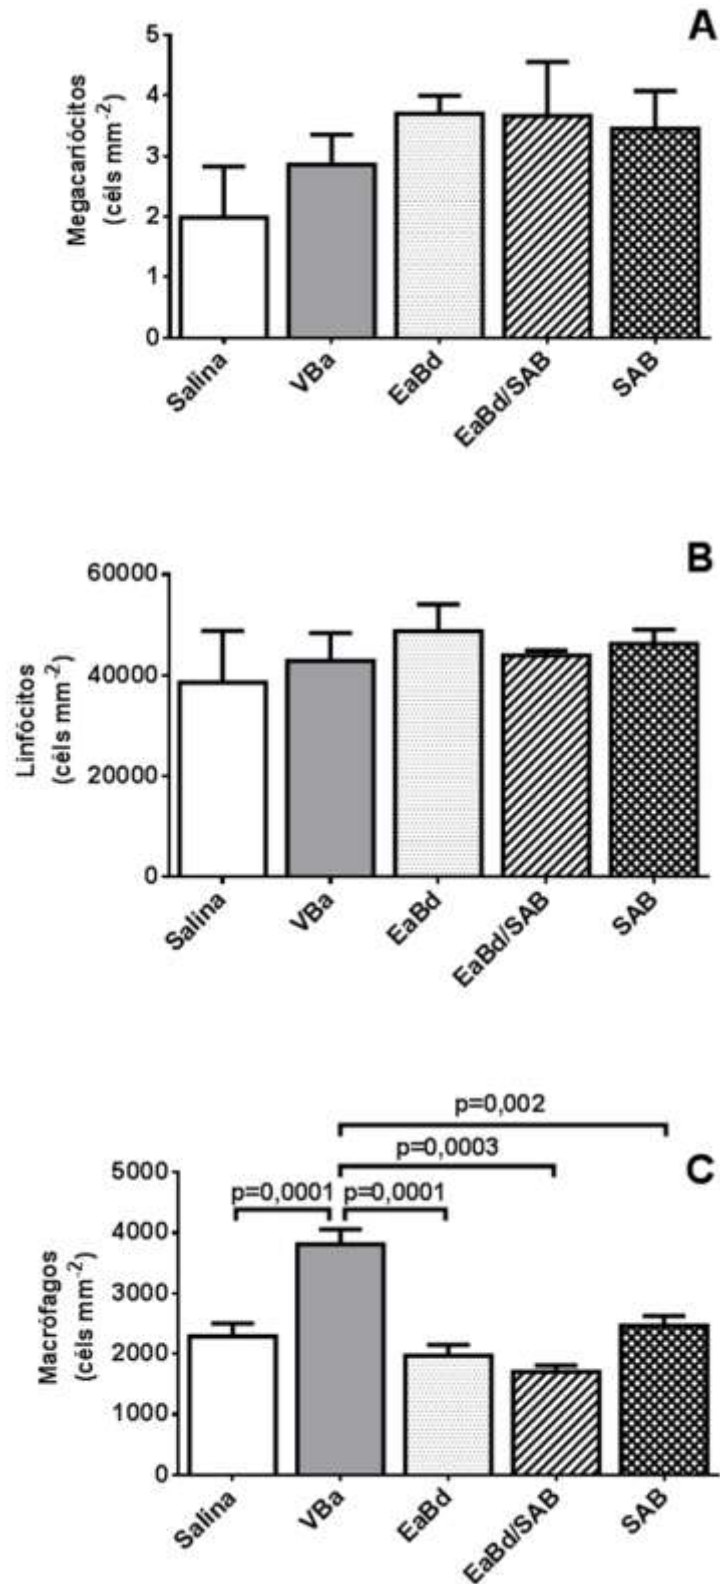 A
Megacariócitos
(céls mm-2)
5
4
3
2
1
0
Salina
VBa
EaBd
EaBd/SAB
SAB
B
Linfócitos
(céls mm-2)
60000
40000
20000
0
Salina
VBa
EaBd
EaBd/SAB
SAB
C
p=0,002
p=0,0003
p=0,0001 p=0,0001
Macrófagos
(céls mm-2)
5000
4000
3000
2000
1000
0
Salina
VBa
EaBd
EaBd/SAB
SAB